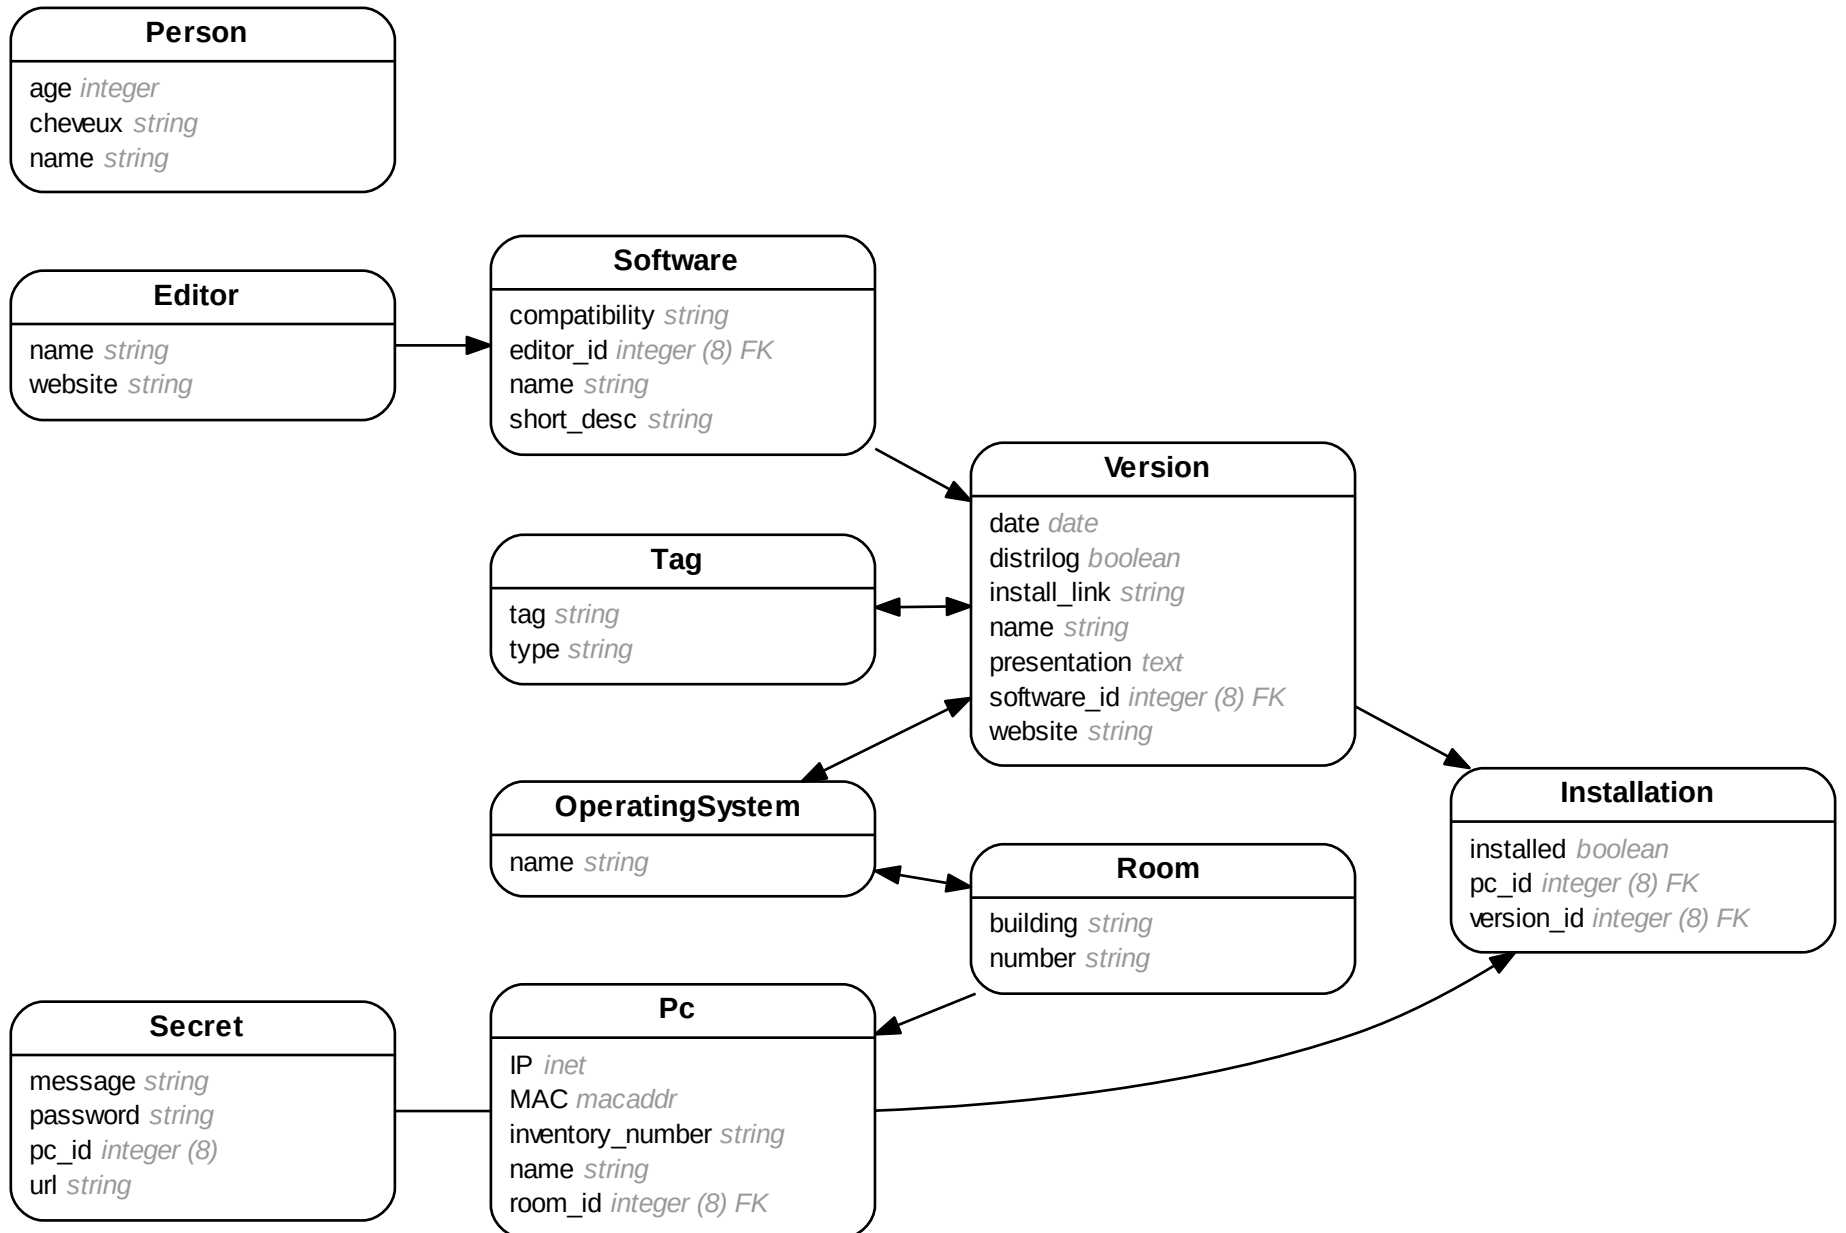 Person
age integer
cheveux string
name string
Editor
name string
website string
Software
compatibility string
editor_id integer (8) FK
name string
short_desc string
Tag
tag string
type string
Version
date date
distrilog boolean
install_link string
name string
presentation text
software_id integer (8) FK
website string
OperatingSystem
name string
Room
building string
number string
Installation
installed boolean
pc_id integer (8) FK
version_id integer (8) FK
Secret
message string
password string
pc_id integer (8)
url string
Pc
IP inet
MAC macaddr
inventory_number string
name string
room_id integer (8) FK